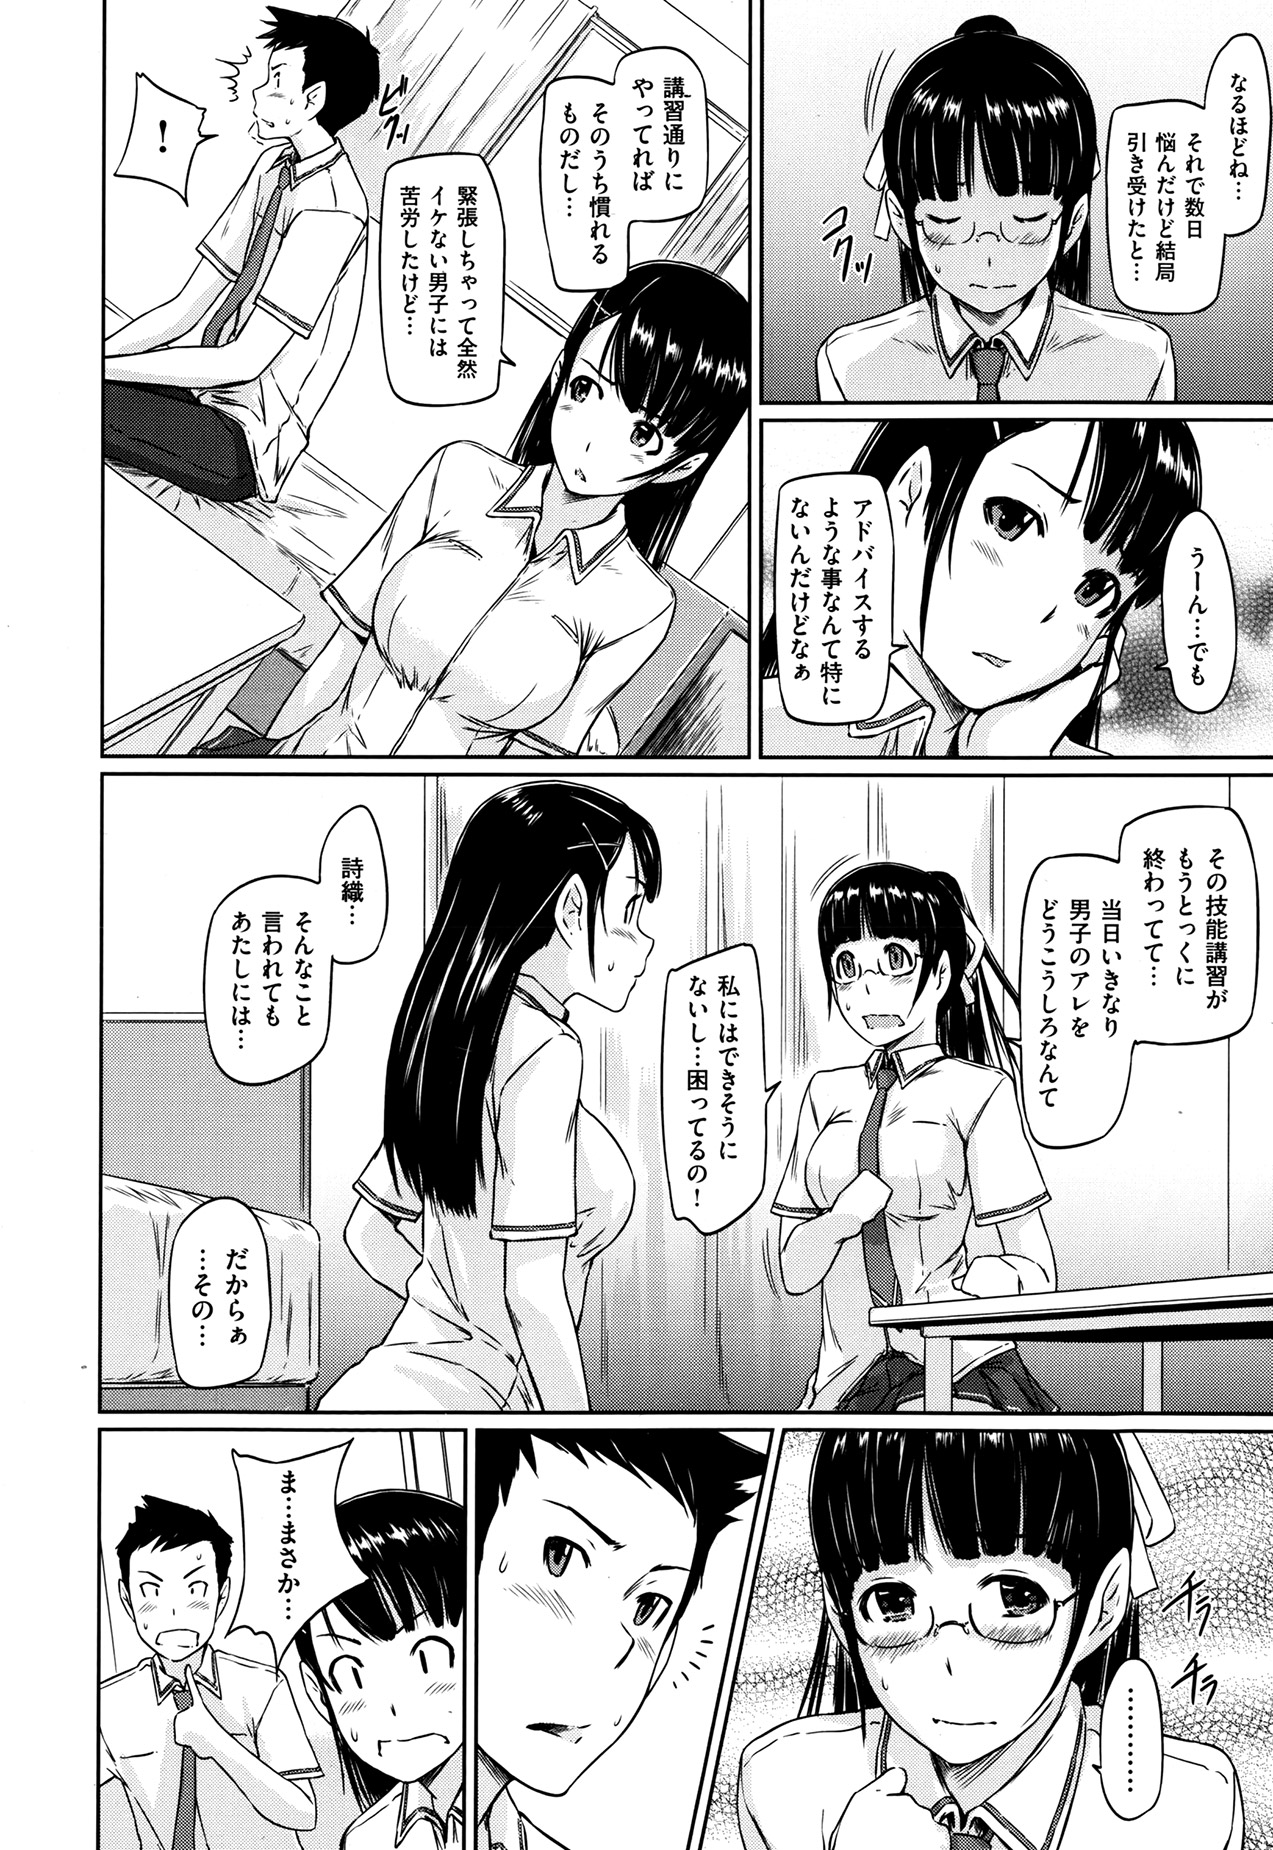 なるほどね…
それで数日
悩んだけど結局
引き受けたと…
コクッ
うーん…でも
アドバイスする
ような事なんて特に
ないんだけどなぁ
講習通りに
やってれば
そのうち慣れる
ものだし…
緊張しちゃって全然
イケない男子には
苦労したけど…
ビクッ
！
その技能講習が
もうとっくに
終わってて…
当日いきなり
男子のアレを
どうこうしろなんて
私にはできそうに
ないし…困ってるの！
詩織…
そんなこと
言われても
あたしには…
だからぁ
…その…
チラ
チラ
…………
ま…まさか…